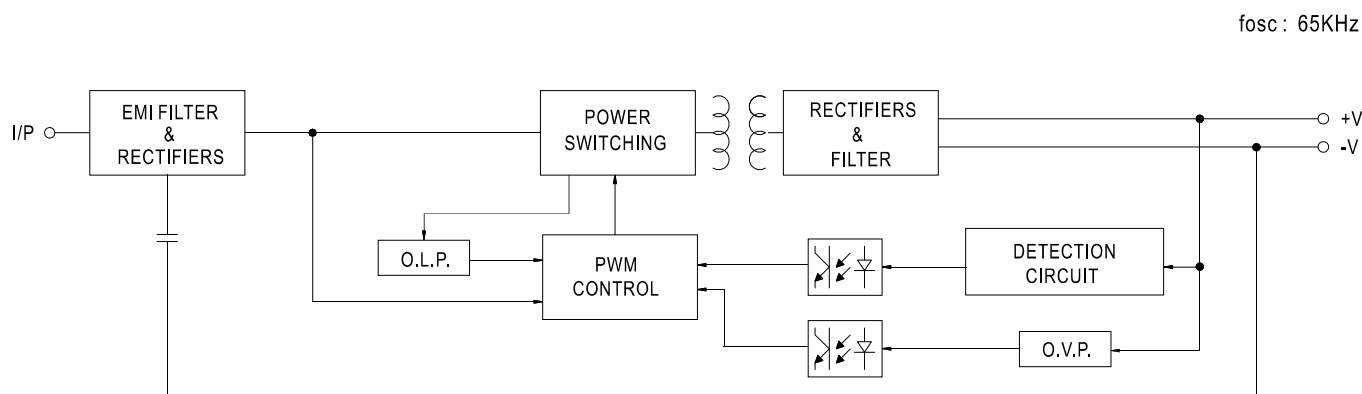 fosc : 65KHz
I/P
EMI FILTER
&
RECTIFIERS
POWER
SWITCHING
RECTIFIERS
&
FILTER
+V
-V
O.L.P.
PWM
CONTROL
DETECTION
CIRCUIT
O.V.P.